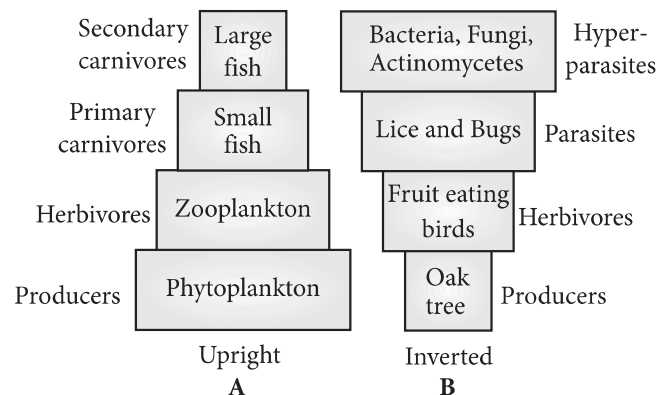 Secondary
carnivores
Large
fish
Bacteria, Fungi,
Actinomycetes
Hyper-
parasites
Primary
carnivores
Small
fish
Lice and Bugs
Parasites
Herbivores
Zooplankton
Fruit eating
birds
Herbivores
Producers
Phytoplankton
Oak
tree
Producers
Upright
Inverted
A
B